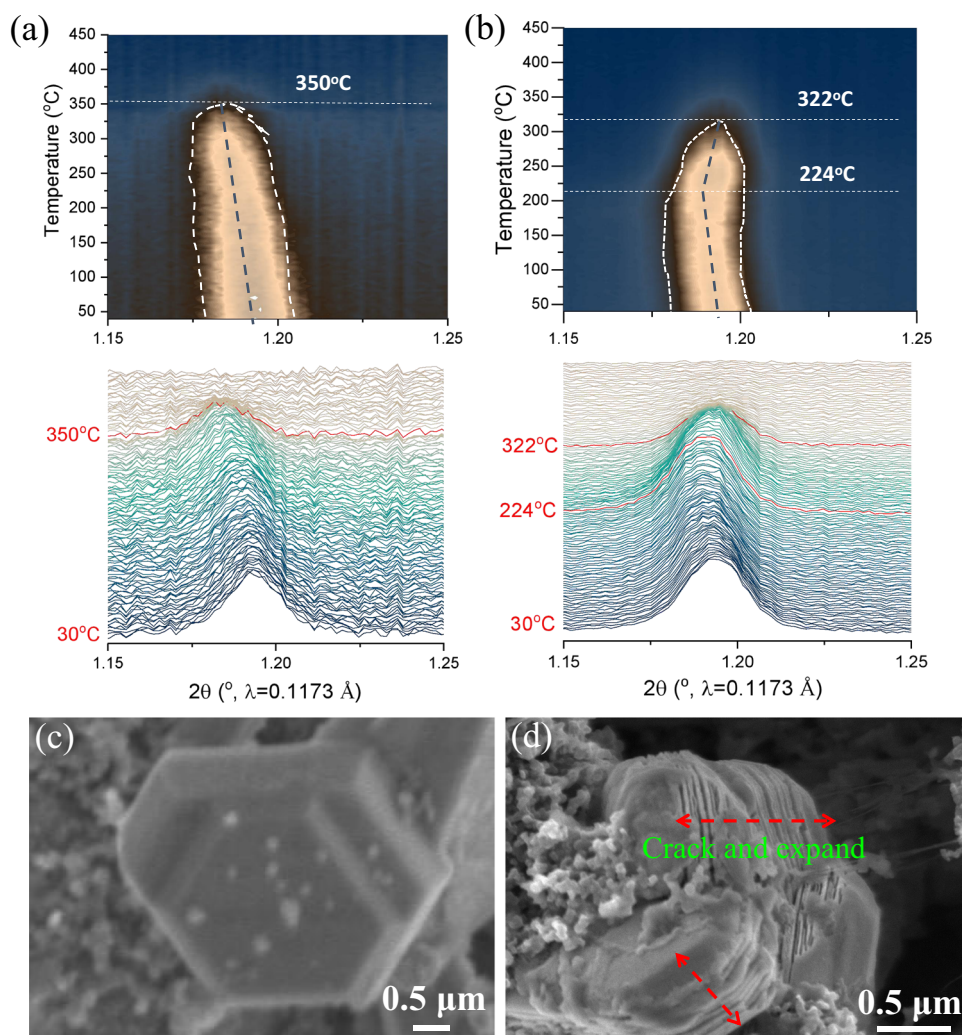 (a)
Temperature (°C)
450
400
350
300
250
200
150
100
50
350°C
1.15
1.20
1.25
(b)
Temperature (°C)
450
400
350
300
250
200
150
100
50
322°C
224°C
1.15
1.20
1.25
350°C
30°C
1.15
1.20
1.25
2θ (°, λ=0.1173 Å)
322°C
224°C
30°C
1.15
1.20
1.25
2θ (°, λ=0.1173 Å)
(c)
0.5 μm
(d)
Crack and expand
0.5 μm